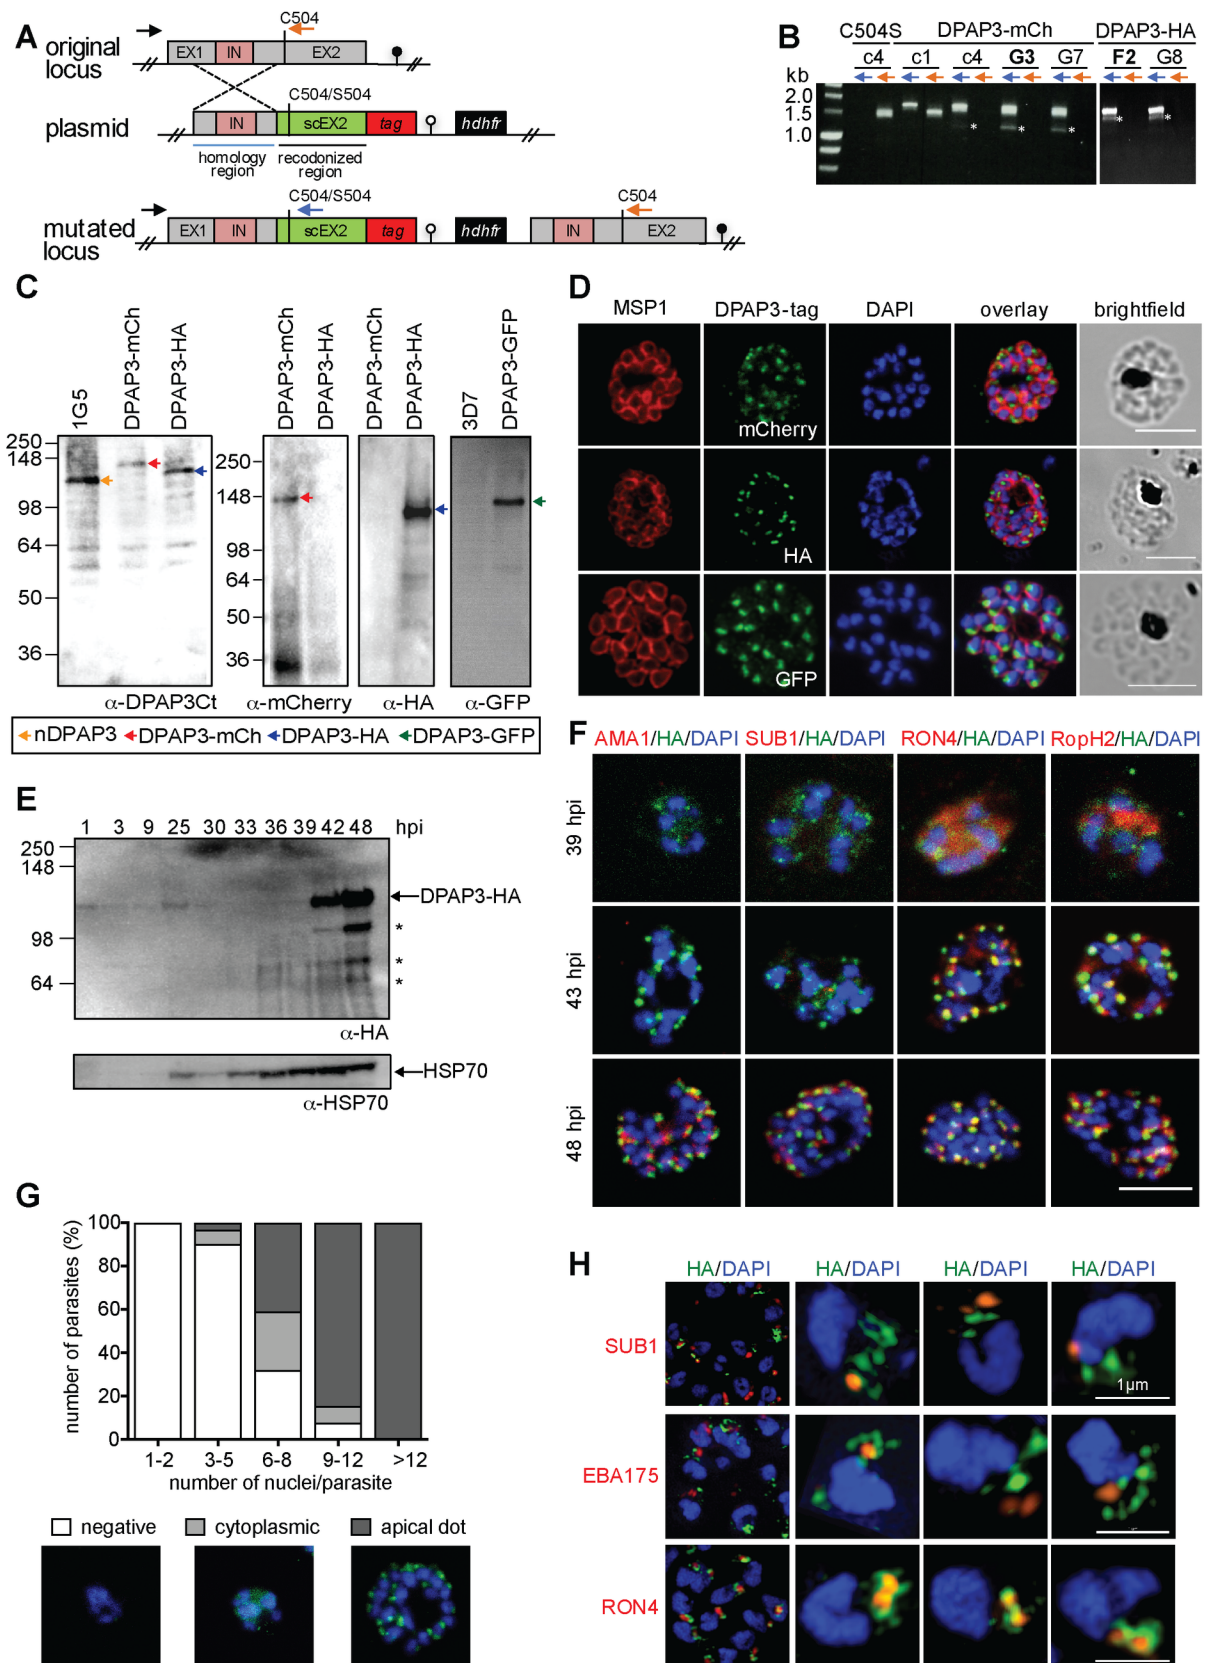 A
original
locus
C504
EX1
IN
EX2
C504/S504
plasmid
IN
scEX2
tag
hdhfr
homology
region
recodonized
region
C504/S504
C504
mutated
locus
EX1
IN
scEX2
tag
hdhfr
IN
EX2
B
C504S
DPAP3-mCh
DPAP3-HA
c4
c1
c4
G3
G7
F2
G8
kb
2.0
1.5
1.0
*
*
*
*
*
C
1G5
DPAP3-mCh
DPAP3-HA
DPAP3-mCh
DPAP3-HA
DPAP3-mCh
DPAP3-HA
3D7
DPAP3-GFP
250
148
98
64
50
36
250
148
98
64
50
36
α-DPAP3Ct
α-mCherry
α-HA
α-GFP
nDPAP3 DPAP3-mCh DPAP3-HA DPAP3-GFP
D
MSP1
DPAP3-tag
DAPI
overlay
brightfield
mCherry
HA
GFP
E
1 3 9 25 30 33 36 39 42 48 hpi
250
148
98
64
DPAP3-HA
*
*
*
α-HA
HSP70
α-HSP70
F
AMA1/HA/DAPI
SUB1/HA/DAPI
RON4/HA/DAPI
RopH2/HA/DAPI
39 hpi
43 hpi
48 hpi
G
number of parasites (%)
100
80
60
40
20
0
1-2 3-5 6-8 9-12 >12
number of nuclei/parasite
negative
cytoplasmic
apical dot
H
HA/DAPI
HA/DAPI
HA/DAPI
HA/DAPI
SUB1
1µm
EBA175
RON4